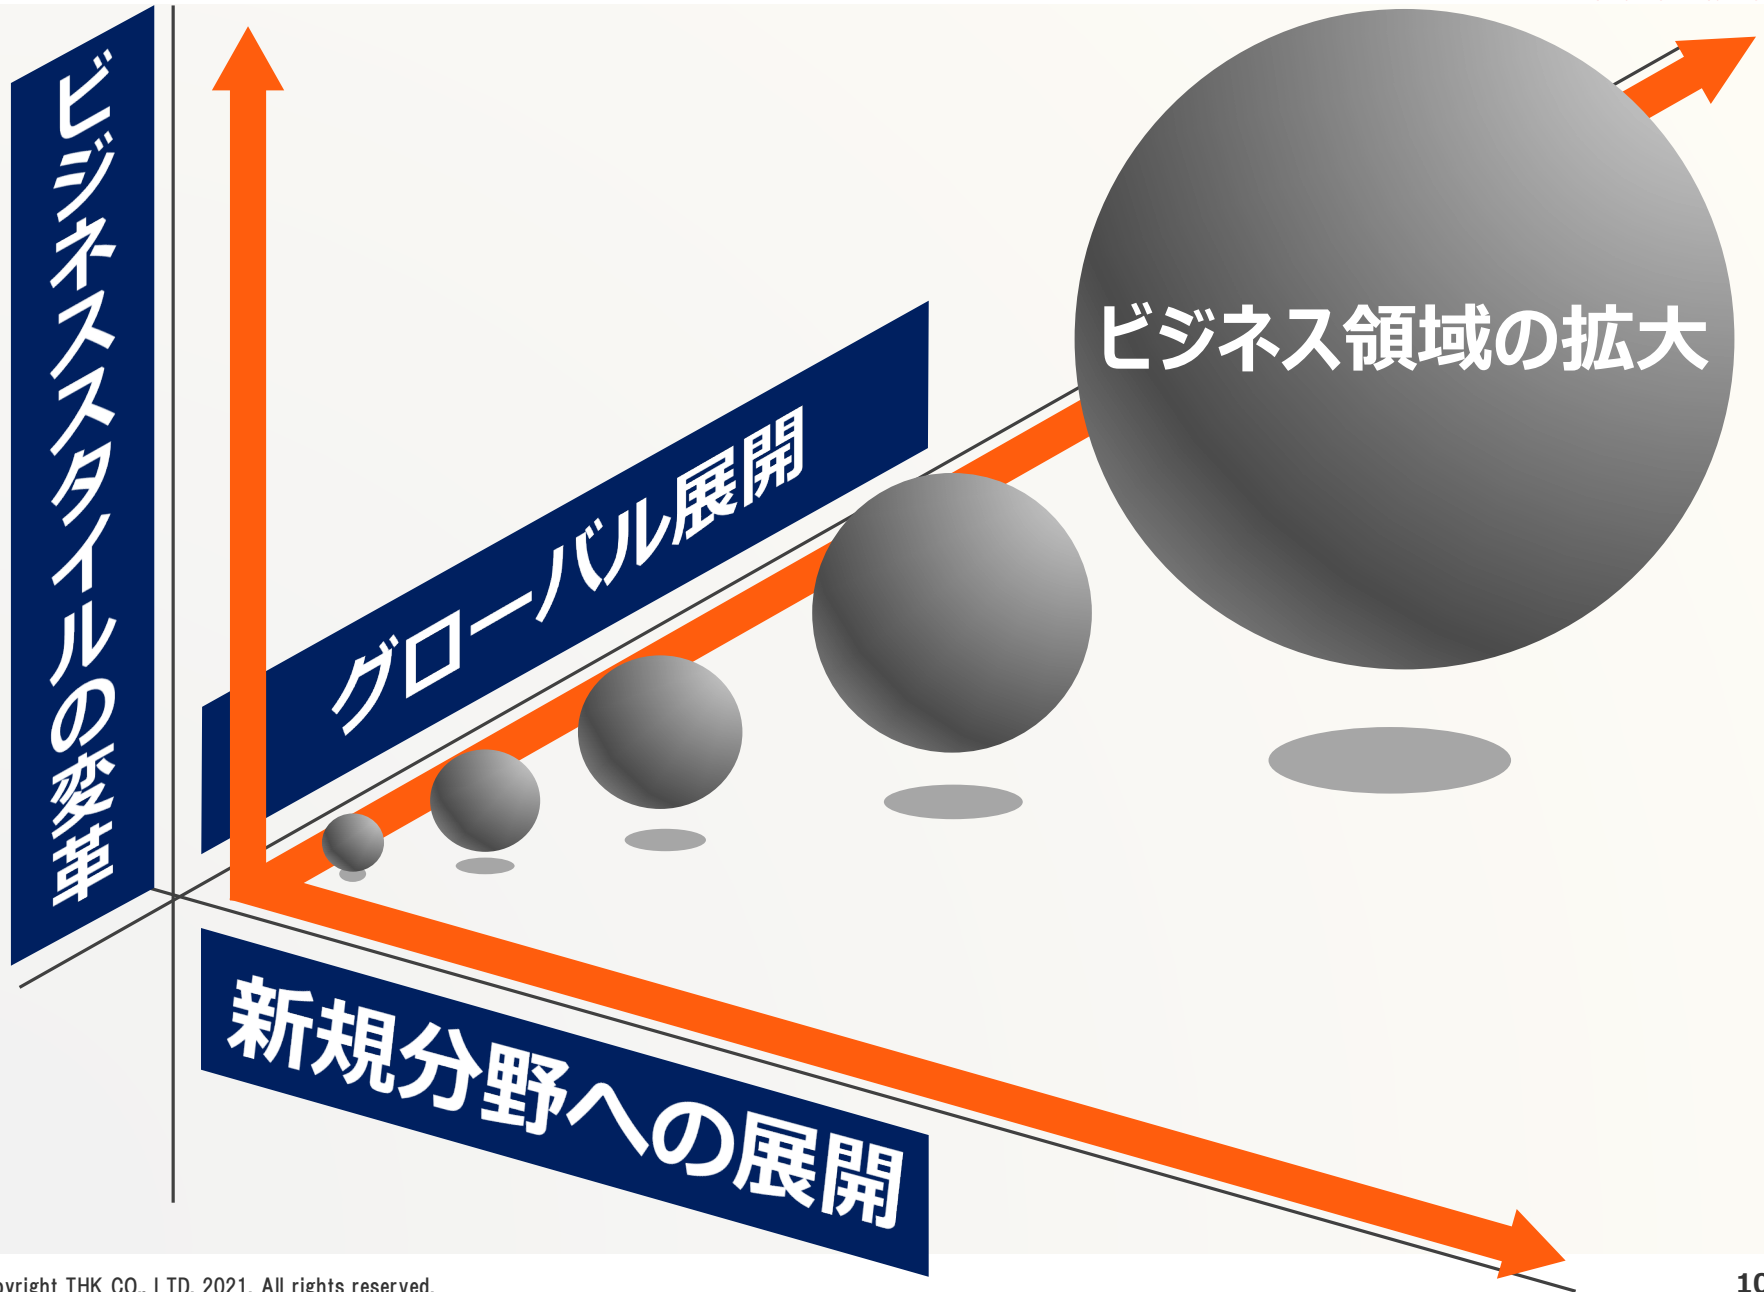 ビジネススタイルの変革
グローバル展開
ビジネス領域の拡大
新規分野への展開
THK CO., LTD. 2021. All rights reserved.
10